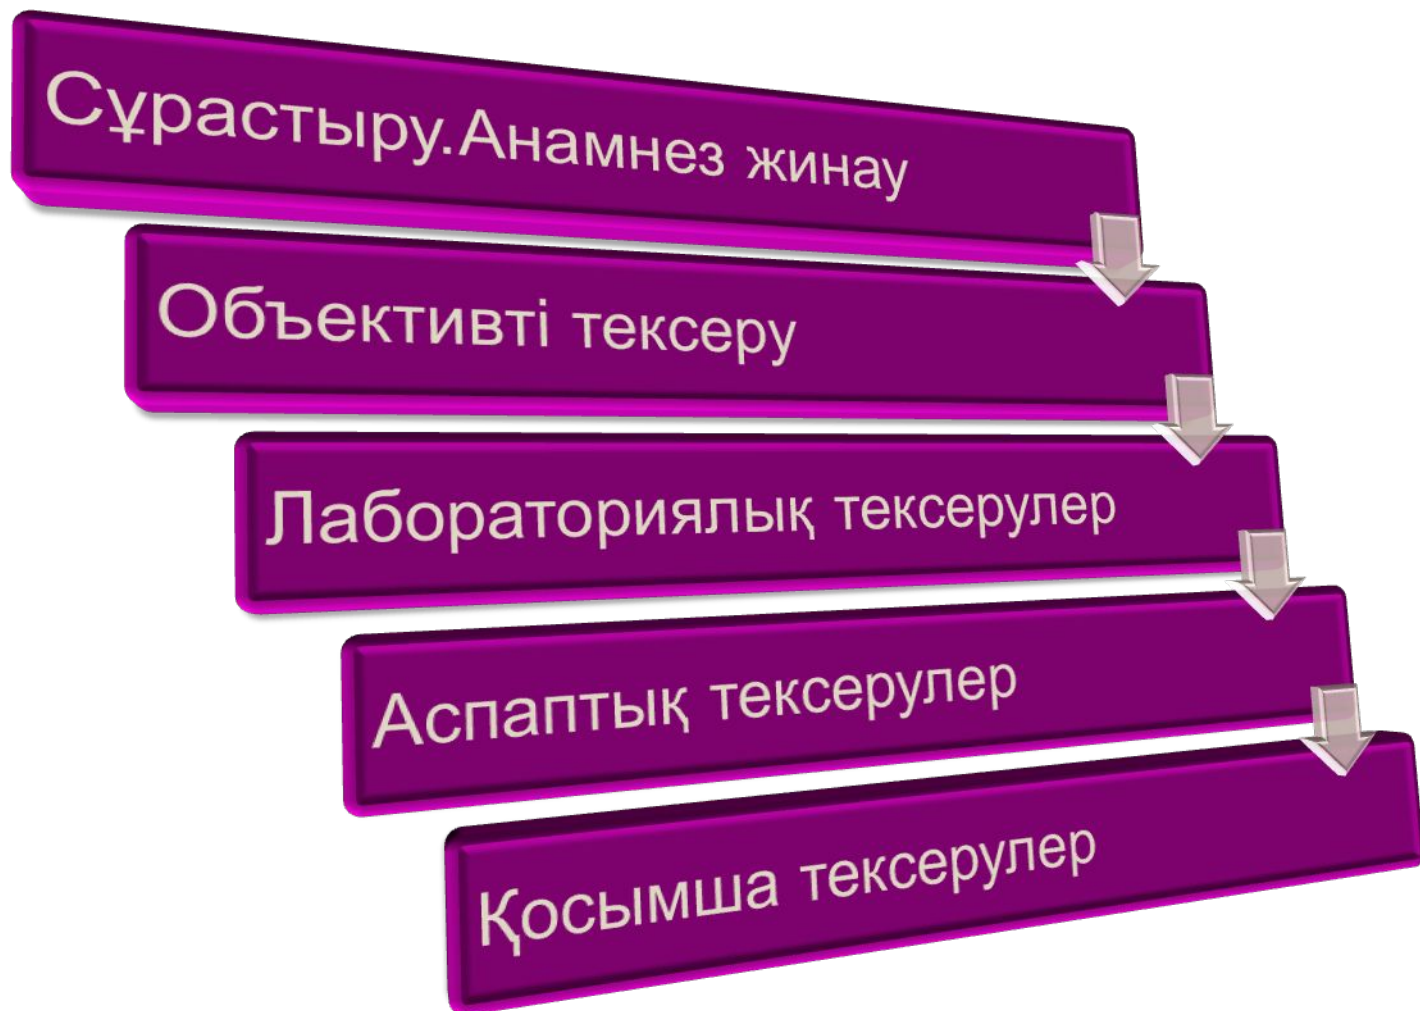 Сұрастыру.Анамнез жинау
Объективті тексеру
Лабораториялық тексерулер
Аспаптық тексерулер
Қосымша тексерулер